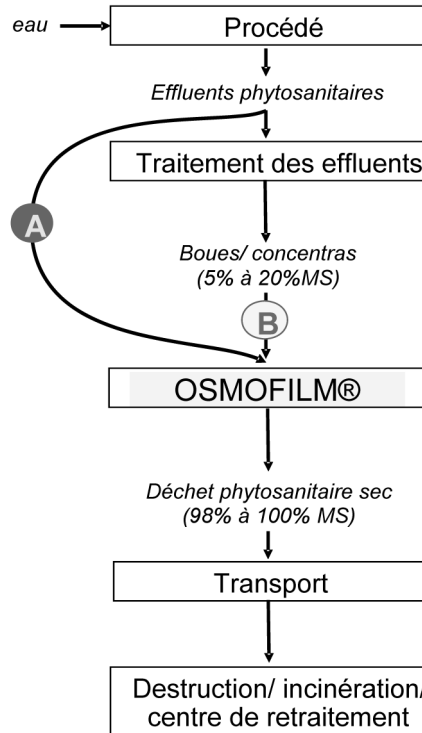 eau
Procédé
Effluents phytosanitaires
Traitement des effluents
A
Boues/ concentras
(5% à 20%MS)
B
OSMOFILM®
Déchet phytosanitaire sec
(98% à 100% MS)
Transport
Destruction/ incinération/
centre de retraitement